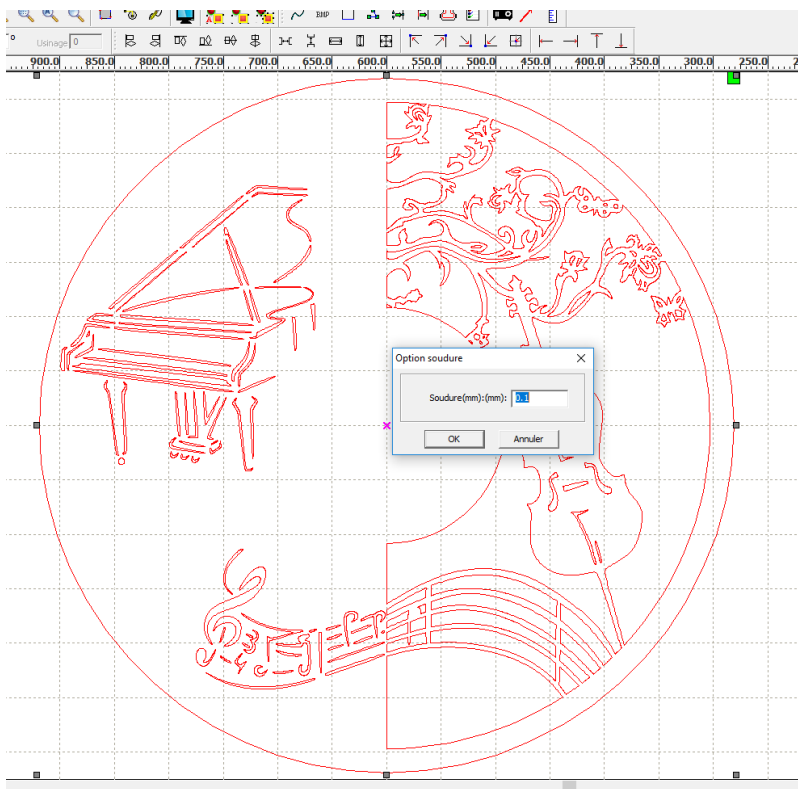 BMP
° Usinage 0
900.0 850.0 800.0 750.0 700.0 650.0 600.0 550.0 500.0 450.0 400.0 350.0 300.0 250.0 2
Option soudure
Soudure(mm):(mm): 0.1
OK Annuler